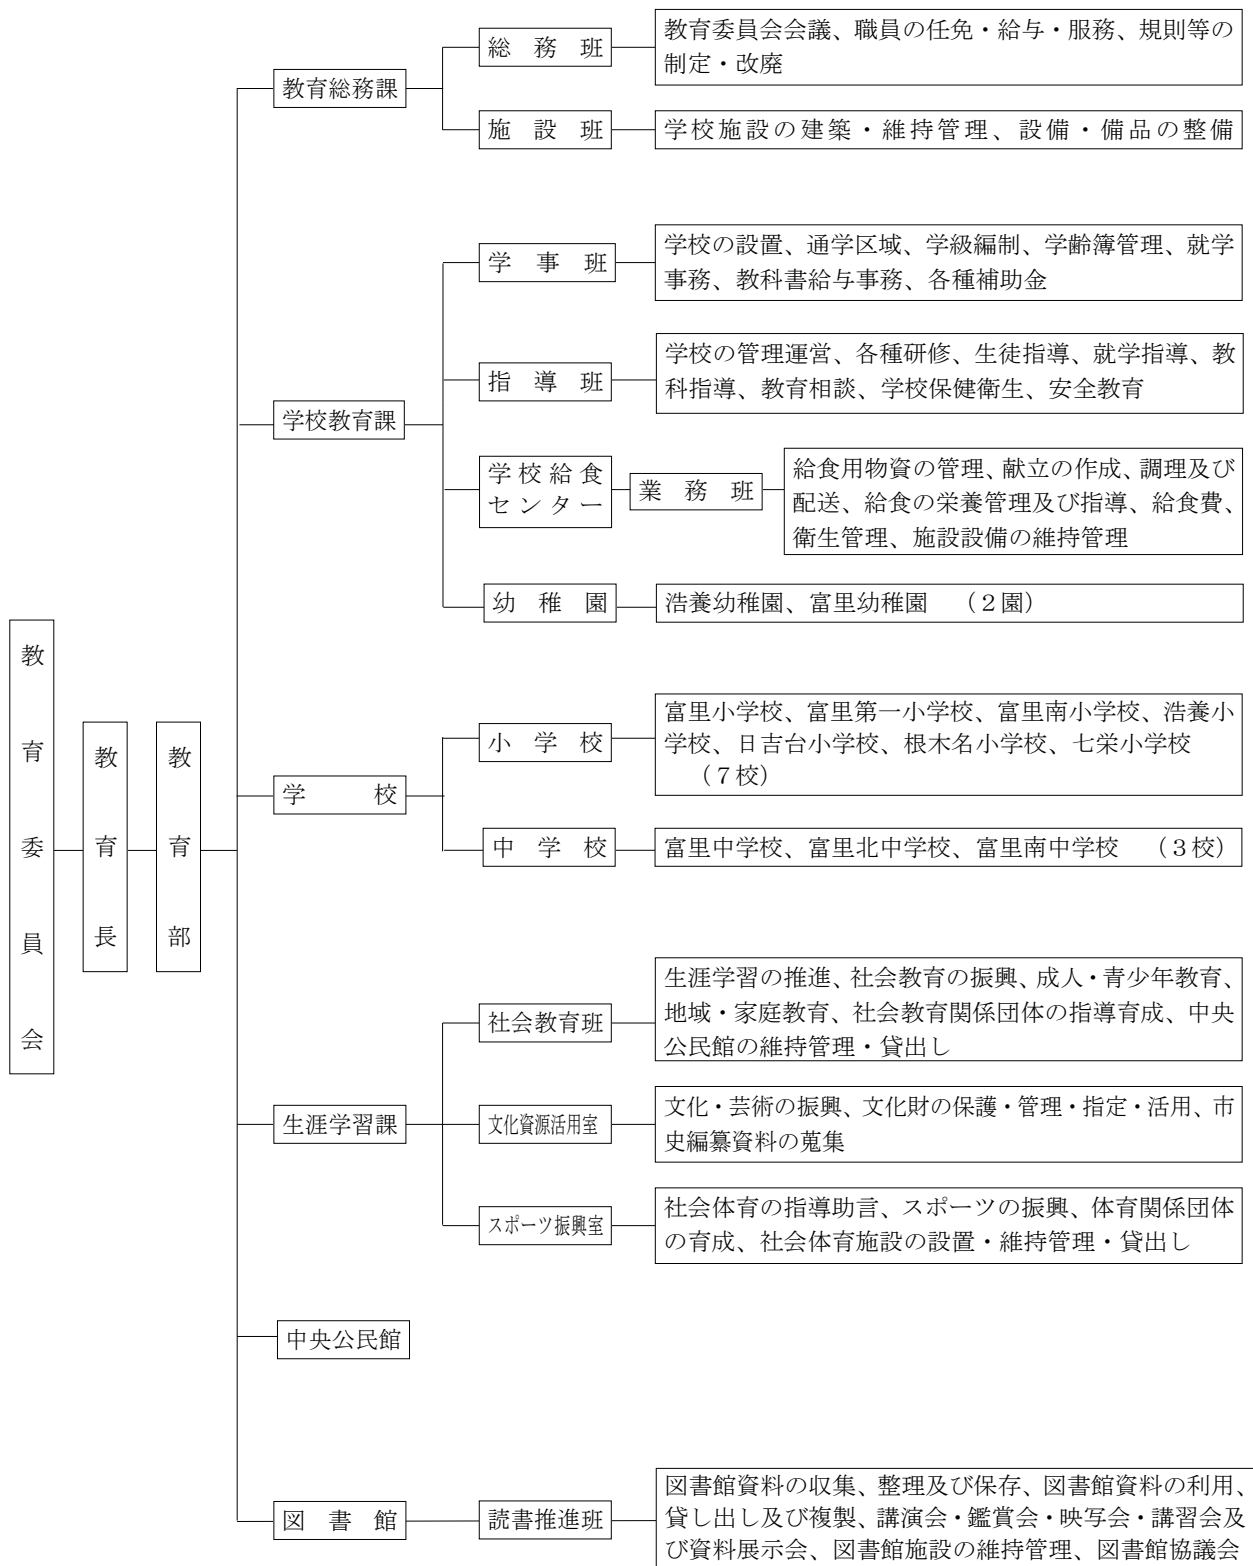 教育委員会
教育長
教育部
教育総務課
総務班
教育委員会会議、職員の任免・給与・服務、規則等の
制定・改廃
施設班
学校施設の建築・維持管理、設備・備品の整備
学校教育課
学事班
学校の設置、通学区域、学級編制、学齢簿管理、就学
事務、教科書給与事務、各種補助金
指導班
学校の管理運営、各種研修、生徒指導、就学指導、教
科指導、教育相談、学校保健衛生、安全教育
学校給食
センター
業務班
給食用物資の管理、献立の作成、調理及び
配送、給食の栄養管理及び指導、給食費、
衛生管理、施設設備の維持管理
幼稚園
浩養幼稚園、富里幼稚園 （２園）
学校
小学校
富里小学校、富里第一小学校、富里南小学校、浩養小
学校、日吉台小学校、根木名小学校、七栄小学校
（７校）
中学校
富里中学校、富里北中学校、富里南中学校 （３校）
生涯学習課
社会教育班
生涯学習の推進、社会教育の振興、成人・青少年教育、
地域・家庭教育、社会教育関係団体の指導育成、中央
公民館の維持管理・貸出し
文化資源活用室
文化・芸術の振興、文化財の保護・管理・指定・活用、市
史編纂資料の蒐集
スポーツ振興室
社会体育の指導助言、スポーツの振興、体育関係団体
の育成、社会体育施設の設置・維持管理・貸出し
中央公民館
図書館
読書推進班
図書館資料の収集、整理及び保存、図書館資料の利用、
貸し出し及び複製、講演会・鑑賞会・映写会・講習会及
び資料展示会、図書館施設の維持管理、図書館協議会